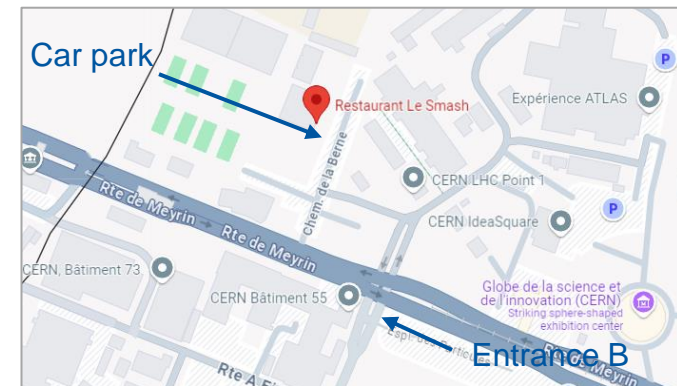 Car park
P
Restaurant Le Smash
Expérience ATLAS
Chem. de la Berne
CERN LHC Point 1
Rte de Meyrin
Rte de Meyrin
CERN IdeaSquare
P
CERN, Bâtiment 73
CERN Bâtiment 55
Globe de la science et
de l'innovation (CERN)
Striking sphere-shaped
exhibition center
Entrance B